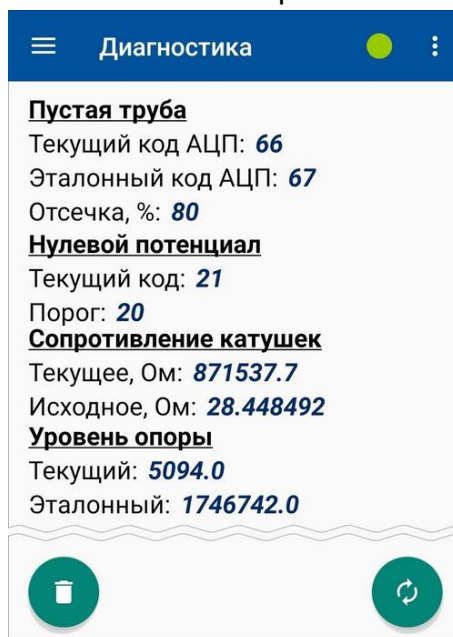 Диагностика
Пустая труба
Текущий код АЦП: 66
Эталонный код АЦП: 67
Отсечка, %: 80
Нулевой потенциал
Текущий код: 21
Порог: 20
Сопротивление катушек
Текущее, Ом: 871537.7
Исходное, Ом: 28.448492
Уровень опоры
Текущий: 5094.0
Эталонный: 1746742.0